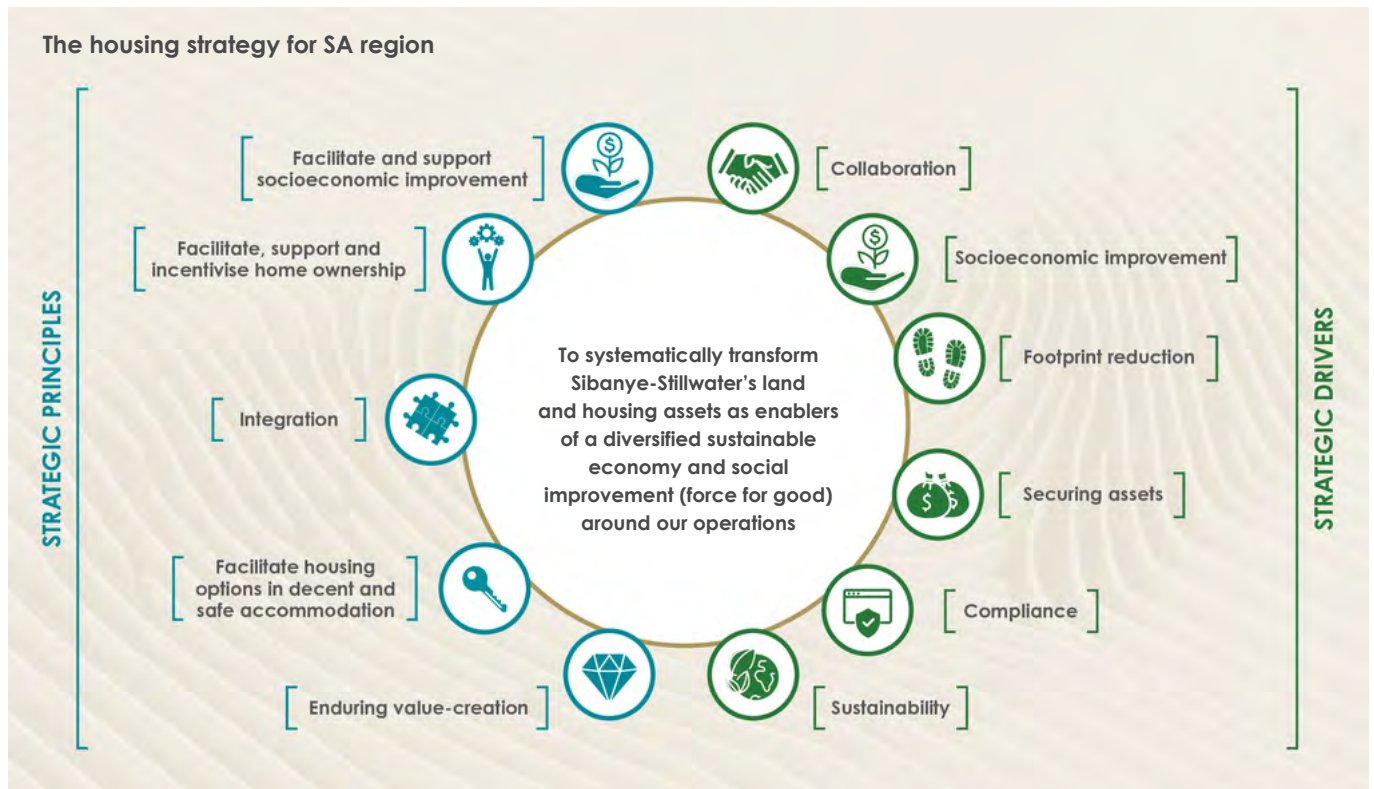 The housing strategy for SA region
STRATEGIC PRINCIPLES
Facilitate and support
socioeconomic improvement
Facilitate, support and
incentivise home ownership
Integration
Facilitate housing
options in decent and
safe accommodation
Enduring value-creation
To systematically transform
Sibanye-Stillwater's land
and housing assets as enablers
of a diversified sustainable
economy and social
improvement (force for good)
around our operations
Collaboration
Socioeconomic improvement
Footprint reduction
Securing assets
Compliance
Sustainability
STRATEGIC DRIVERS